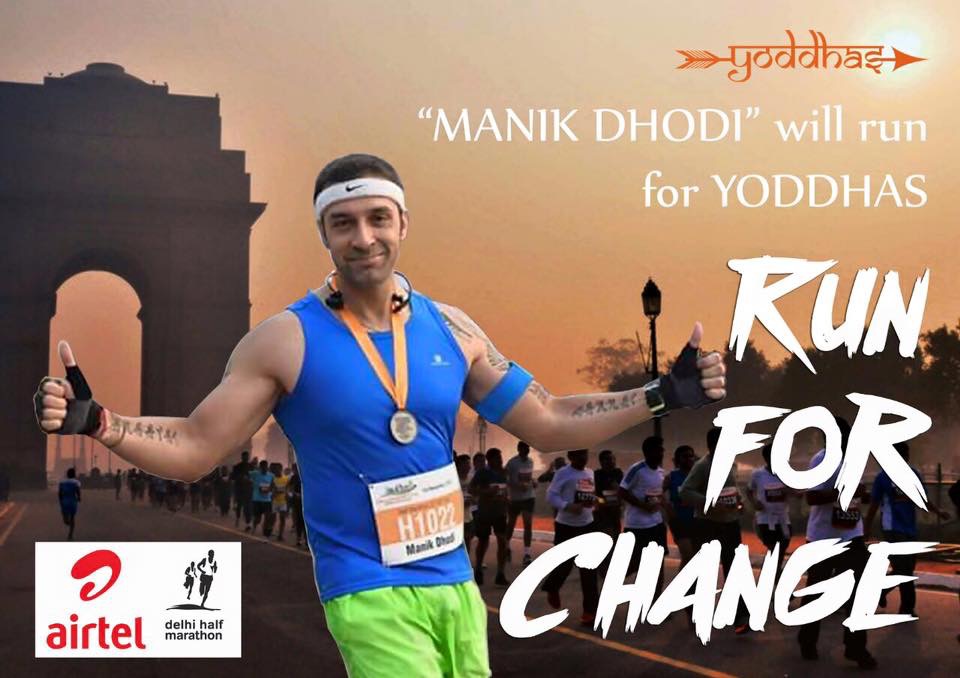 yoddhas
“MANIK DHODI” will run
for YODDHAS
RUN
FOR
CHANGE
H1022
Manik Dhodi
airtel
delhi half
marathon